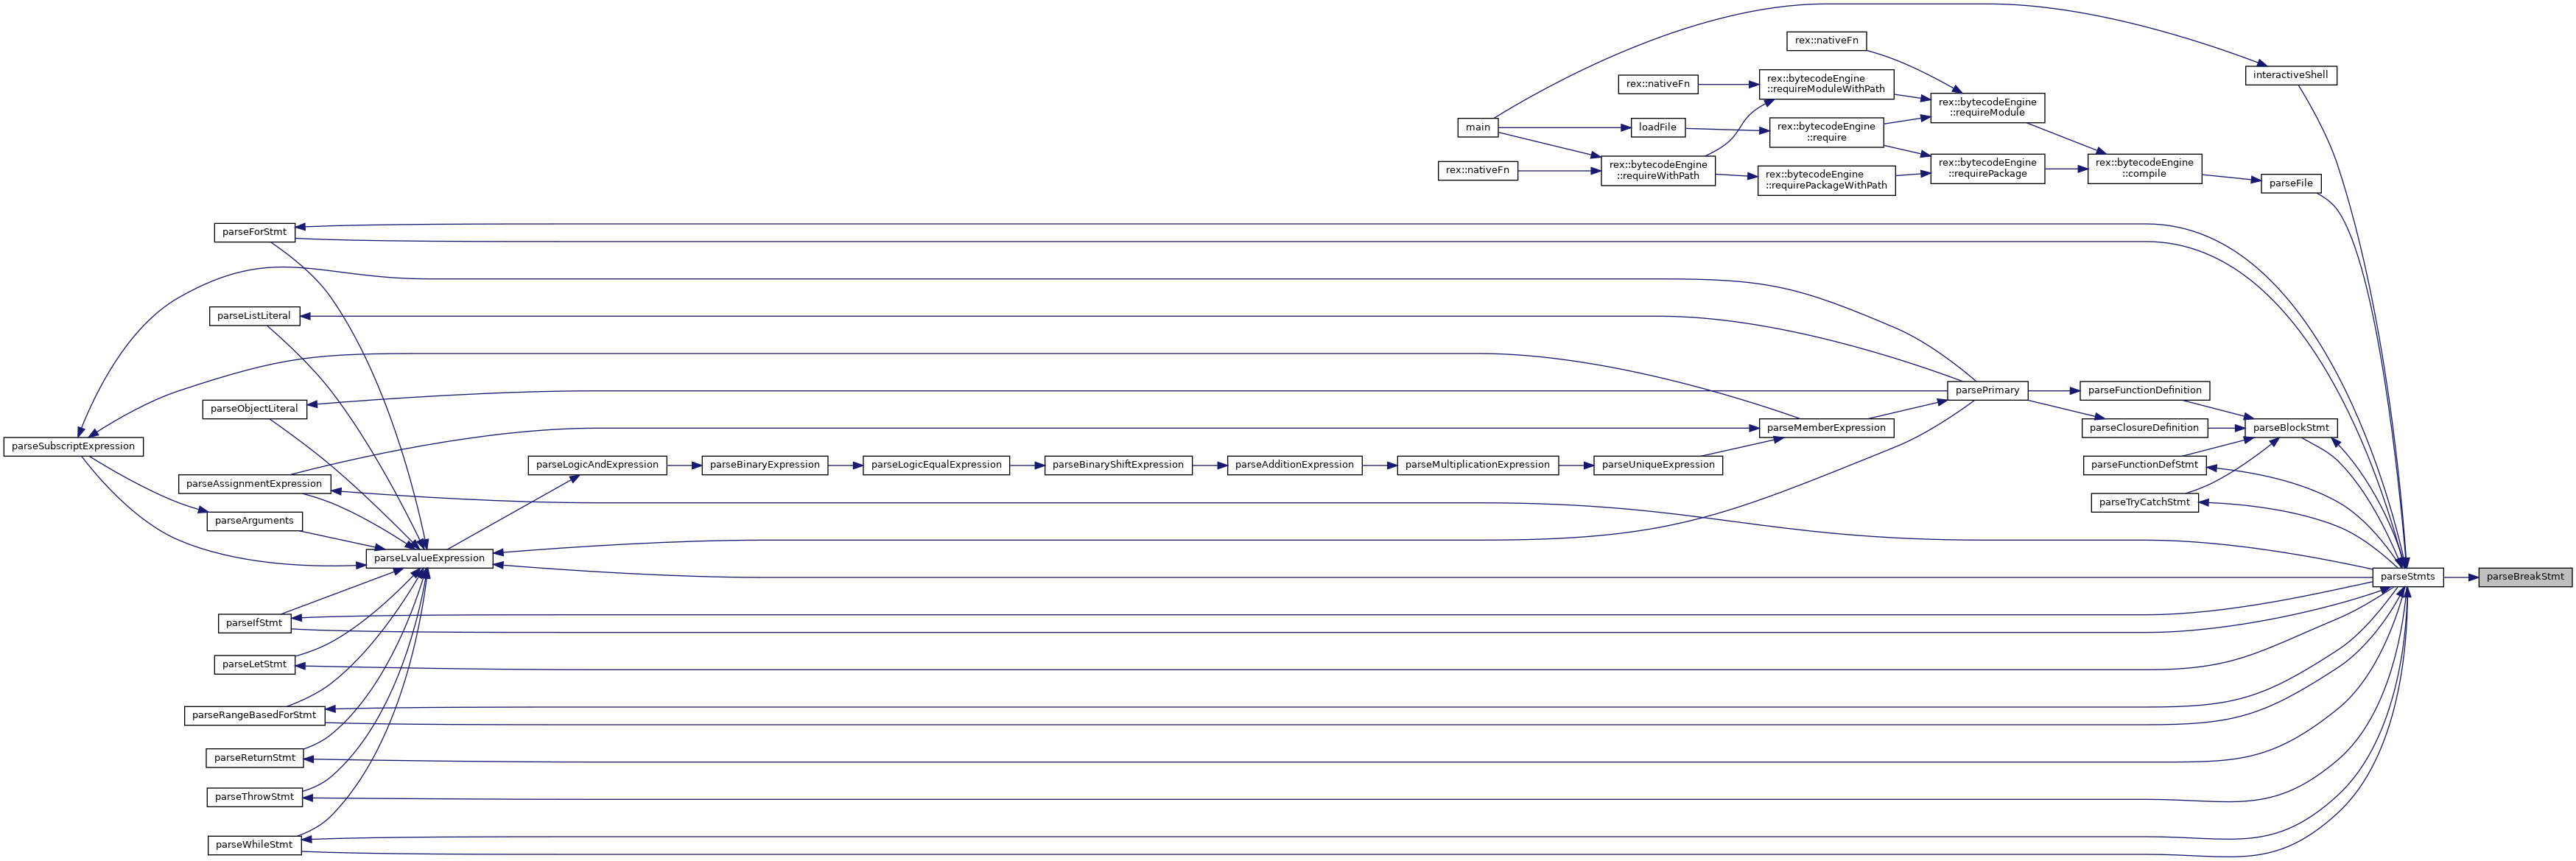 rex::nativeFn
interactiveShell
rex::nativeFn
rex::bytecodeEngine
::requireModuleWithPath
rex::bytecodeEngine
::requireModule
main
loadFile
rex::bytecodeEngine
::require
rex::nativeFn
rex::bytecodeEngine
::requireWithPath
rex::bytecodeEngine
::requirePackageWithPath
rex::bytecodeEngine
::requirePackage
rex::bytecodeEngine
::compile
parseFile
parseForStmt
parseListLiteral
parsePrimary
parseFunctionDefinition
parseObjectLiteral
parseMemberExpression
parseClosureDefinition
parseBlockStmt
parseSubscriptExpression
parseLogicAndExpression
parseBinaryExpression
parseLogicEqualExpression
parseBinaryShiftExpression
parseAdditionExpression
parseMultiplicationExpression
parseUniqueExpression
parseFunctionDefStmt
parseAssignmentExpression
parseTryCatchStmt
parseArguments
parseLvalueExpression
parseStmts
parseBreakStmt
parseIfStmt
parseLetStmt
parseRangeBasedForStmt
parseReturnStmt
parseThrowStmt
parseWhileStmt